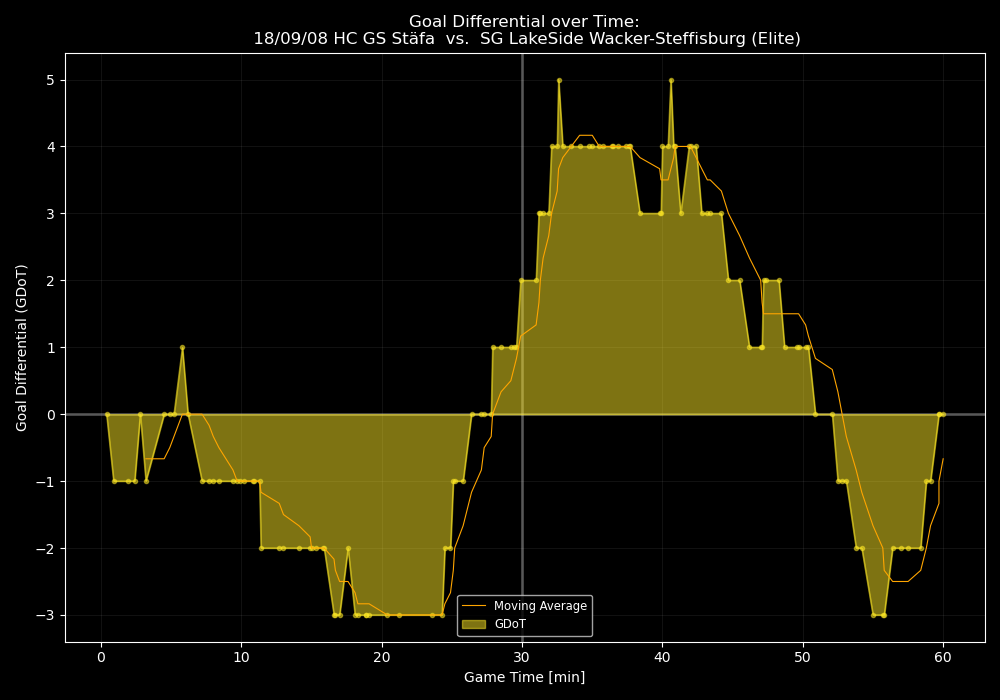 Goal Differential over Time:
18/09/08 HC GS Stäfa  vs.  SG LakeSide Wacker-Steffisburg (Elite)
Goal Differential (GDoT)
5
4
3
2
1
0
−1
−2
−3
0 10 20 30 40 50 60
Game Time [min]
Moving Average
GDoT